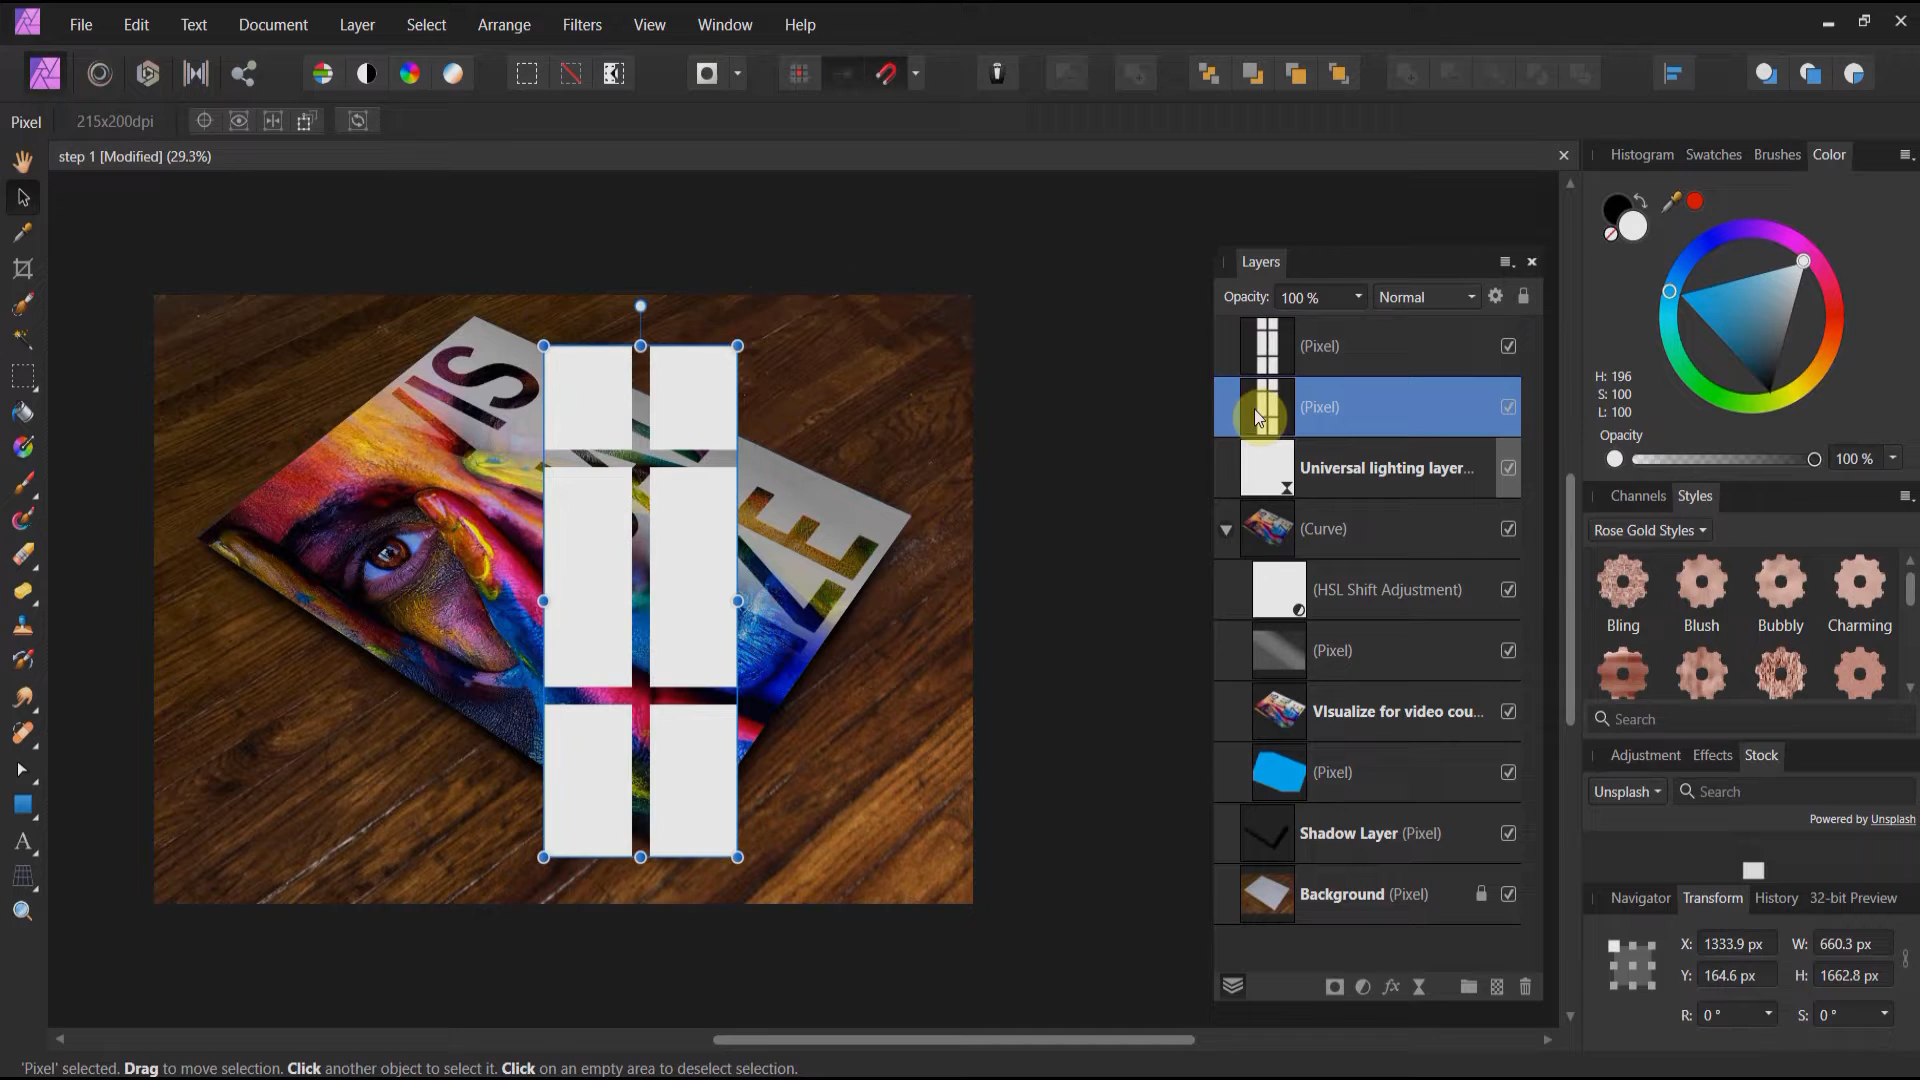 File Edit Text Document Layer Select Arrange Filters View Window Help
Pixel 215x200dpi
step 1 [Modified] (29.3%)
Histogram Swatches Brushes Color
H: 196
S: 100
L: 100
Opacity
100 %
Layers
Opacity: 100 % Normal
(Pixel)
(Pixel)
Universal lighting layer...
(Curve)
(HSL Shift Adjustment)
(Pixel)
VIsualize for video cou...
(Pixel)
Shadow Layer (Pixel)
Background (Pixel)
Channels Styles
Rose Gold Styles
Bling Blush Bubbly Charming
Search
Adjustment Effects Stock
Unsplash Search
Powered by Unsplash
Navigator Transform History 32-bit Preview
X: 1333.9 px W: 660.3 px
Y: 164.6 px H: 1662.8 px
R: 0 ° S: 0 °
'Pixel' selected. Drag to move selection. Click another object to select it. Click on an empty area to deselect selection.